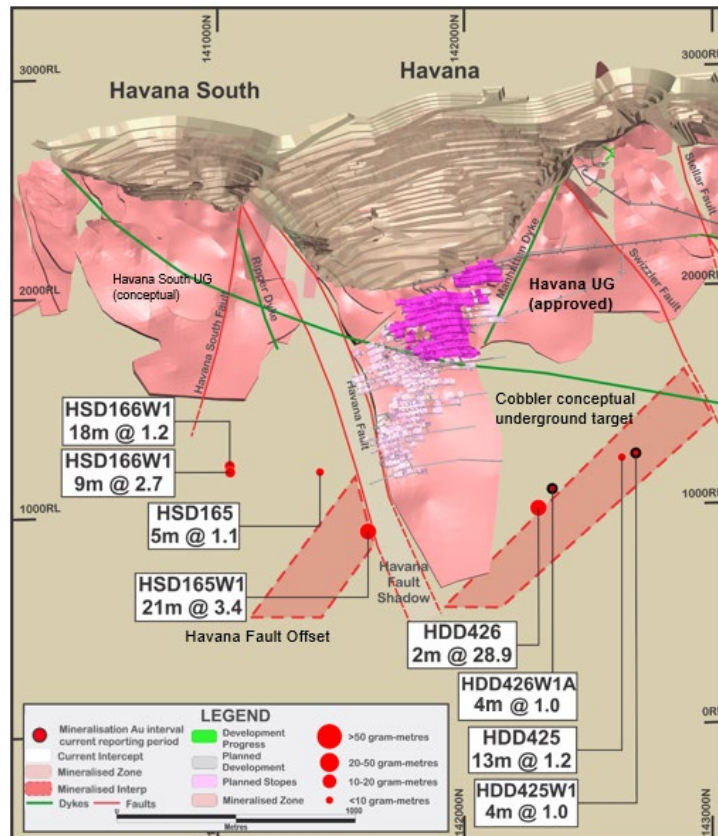 141000N
142000N
3000RL
3000RL
Havana South
Havana
Stellar Fault
Swizzler Fault
Manhattan Dyke
Ripper Dyke
2000RL
2000RL
Havana South UG
(conceptual)
Havana UG
(approved)
Havana South Fault
Havana Fault
Cobbler conceptual
underground target
HSD166W1
18m @ 1.2
HSD166W1
9m @ 2.7
1000RL
1000RL
HSD165
5m @ 1.1
HSD165W1
21m @ 3.4
Havana
Fault
Shadow
Havana Fault Offset
HDD426
2m @ 28.9
HDD426W1A
4m @ 1.0
HDD425
13m @ 1.2
HDD425W1
4m @ 1.0
0RL
LEGEND
Mineralisation Au interval
current reporting period
Current Intercept
Mineralised Zone
Mineralised Interp
Dykes
Faults
Development
Progress
Planned
Development
Planned Stopes
Mineralised Zone
>50 gram-metres
20-50 gram-metres
10-20 gram-metres
<10 gram-metres
0
1000
Metres
142000N
143000N